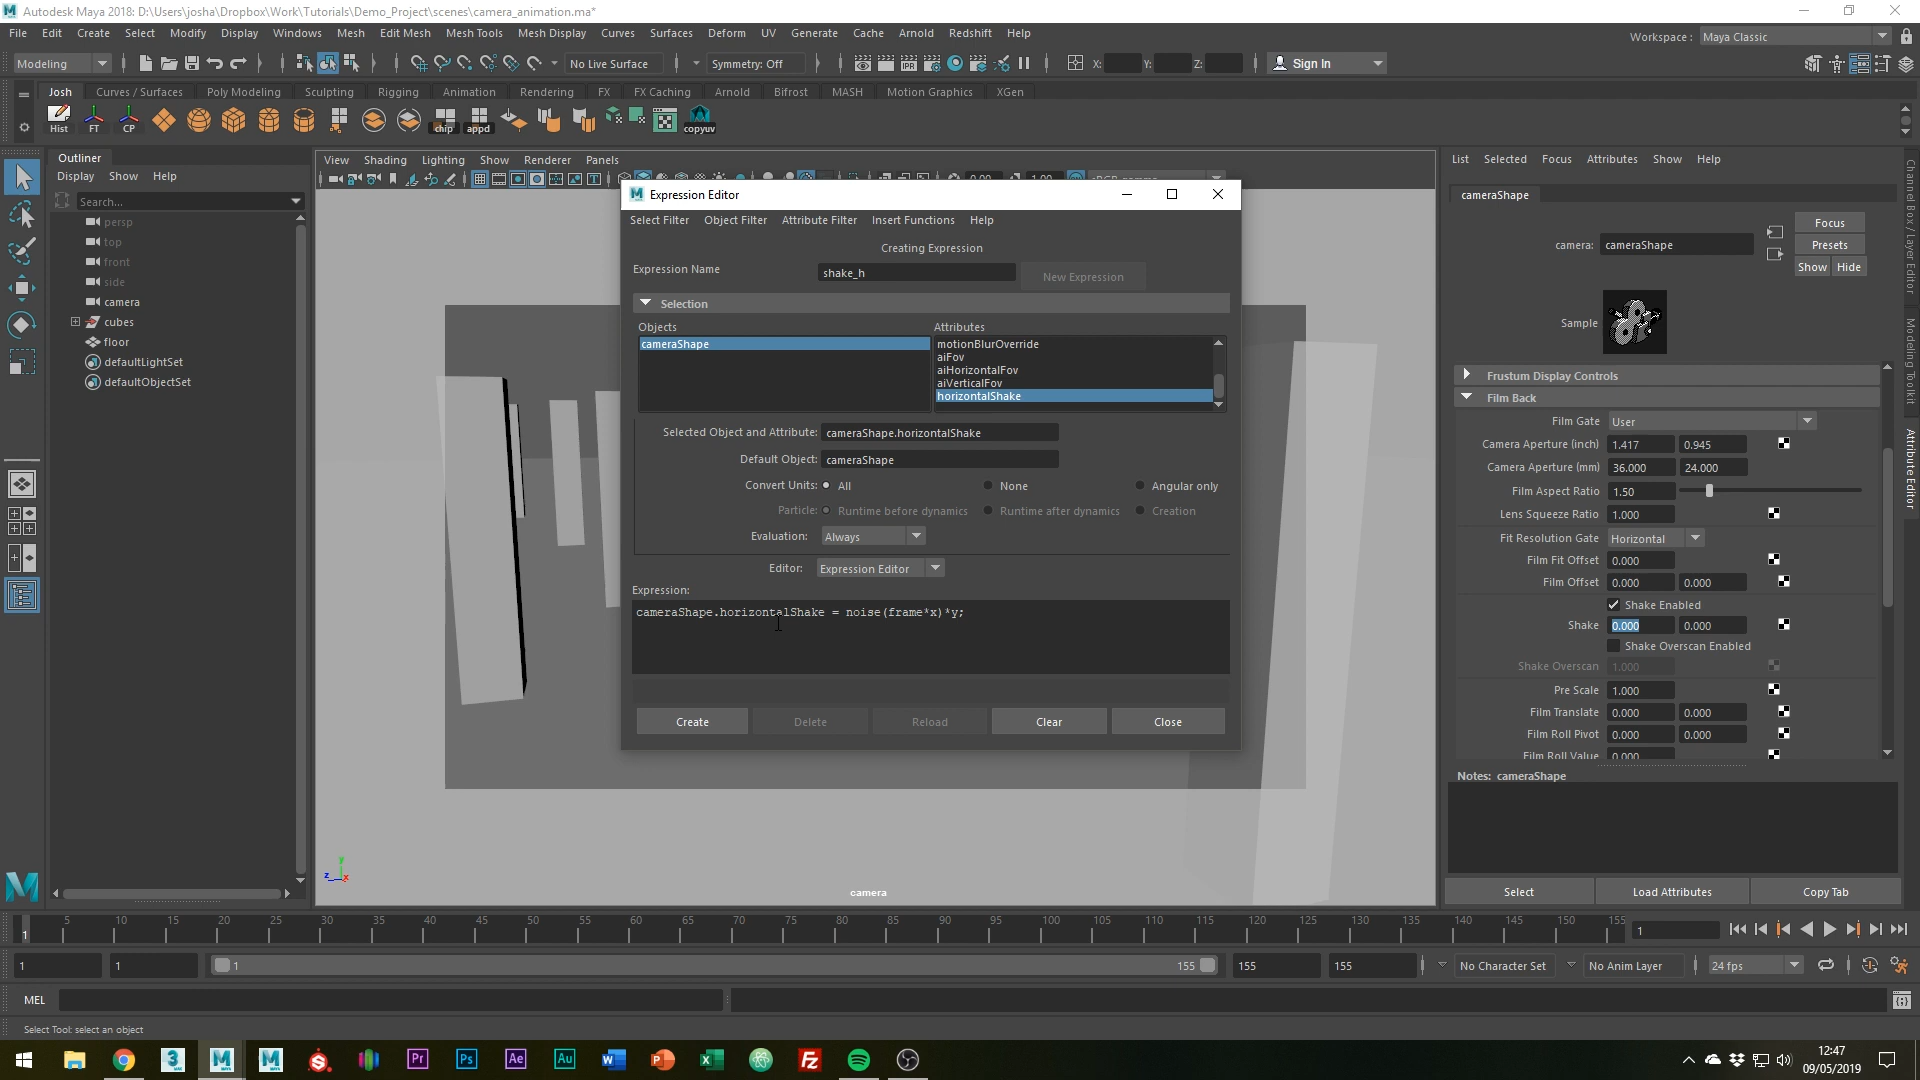 Autodesk Maya 2018: D:\Users\josha\Dropbox\Work\Tutorials\Demo_Project\scenes\camera_animation.ma*
File Edit Create Select Modify Display Windows Mesh Edit Mesh Mesh Tools Mesh Display Curves Surfaces Deform UV Generate Cache Arnold Redshift Help
Workspace : Maya Classic
Modeling No Live Surface Symmetry: Off X: Y: Z: Sign In
Josh Curves / Surfaces Poly Modeling Sculpting Rigging Animation Rendering FX FX Caching Arnold Bifrost MASH Motion Graphics XGen
Hist FT CP chip appd copyuv
Outliner
Display Show Help
Search...
persp
top
front
side
camera
cubes
floor
defaultLightSet
defaultObjectSet
View Shading Lighting Show Renderer Panels
Expression Editor
Select Filter Object Filter Attribute Filter Insert Functions Help
Creating Expression
Expression Name shake_h New Expression
Selection
Objects Attributes
cameraShape
motionBlurOverride
aiFov
aiHorizontalFov
aiVerticalFov
horizontalShake
Selected Object and Attribute: cameraShape.horizontalShake
Default Object: cameraShape
Convert Units: All None Angular only
Particle: Runtime before dynamics Runtime after dynamics Creation
Evaluation: Always
Editor: Expression Editor
Expression:
cameraShape.horizontalShake = noise(frame*x)*y;
Create Delete Reload Clear Close
camera
List Selected Focus Attributes Show Help
cameraShape
camera: cameraShape
Focus
Presets
Show Hide
Sample
Frustum Display Controls
Film Back
Film Gate User
Camera Aperture (inch) 1.417 0.945
Camera Aperture (mm) 36.000 24.000
Film Aspect Ratio 1.50
Lens Squeeze Ratio 1.000
Fit Resolution Gate Horizontal
Film Fit Offset 0.000
Film Offset 0.000 0.000
Shake Enabled
Shake 0.000 0.000
Shake Overscan Enabled
Shake Overscan 1.000
Pre Scale 1.000
Film Translate 0.000 0.000
Film Roll Pivot 0.000 0.000
Film Roll Value 0.000
Notes: cameraShape
Select Load Attributes Copy Tab
Channel Box / Layer Editor
Modeling Toolkit
Attribute Editor
5 10 15 20 25 30 35 40 45 50 55 60 65 70 75 80 85 90 95 100 105 110 115 120 125 130 135 140 145 150 155
1 1
1 1 1 155 155 155 No Character Set No Anim Layer 24 fps
MEL
Select Tool: select an object
12:47
09/05/2019